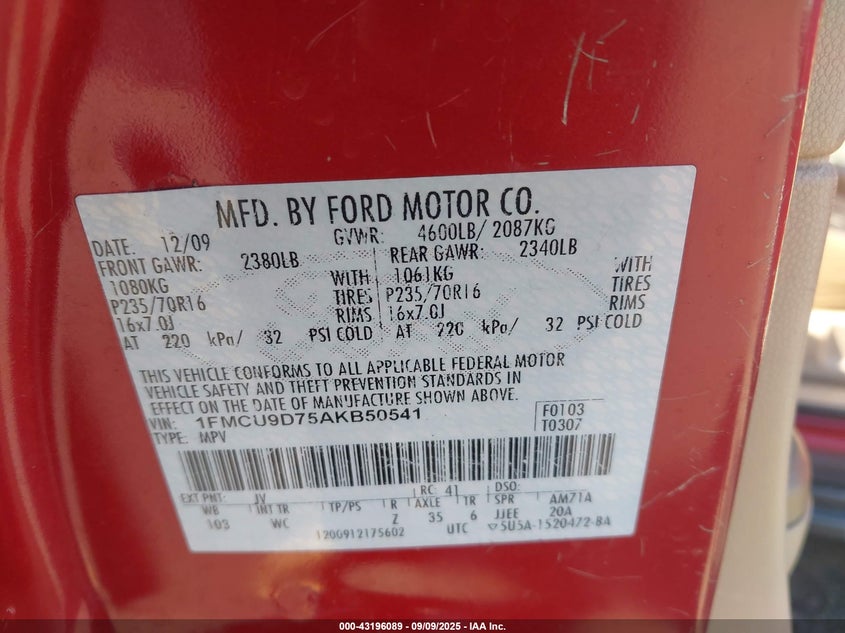 MFD. BY FORD MOTOR CO.
DATE: 12/09 GVWR: 4600LB/ 2087KG
FRONT GAWR: 2380LB REAR GAWR: 2340LB
1080KG WITH 1061KG WITH
P235/70R16 TIRES P235/70R16 TIRES
16x7.0J RIMS 16x7.0J RIMS
AT 220 kPa/ 32 PSI COLD AT 220 kPa/ 32 PSI COLD
THIS VEHICLE CONFORMS TO ALL APPLICABLE FEDERAL MOTOR
VEHICLE SAFETY AND THEFT PREVENTION STANDARDS IN
EFFECT ON THE DATE OF MANUFACTURE SHOWN ABOVE.
VIN: 1FMCU9D75AKB50541 F0103
TYPE: MPV T0307
EXT PNT: JV RC: 41 DSO:
WB INT TR TP/PS R AXLE TR SPR AM71A
103 WC Z 35 6 JJEE 20A
120G912175602 UTC 5U5A-1520472-BA
000-43196089 - 09/09/2025 - IAA Inc.